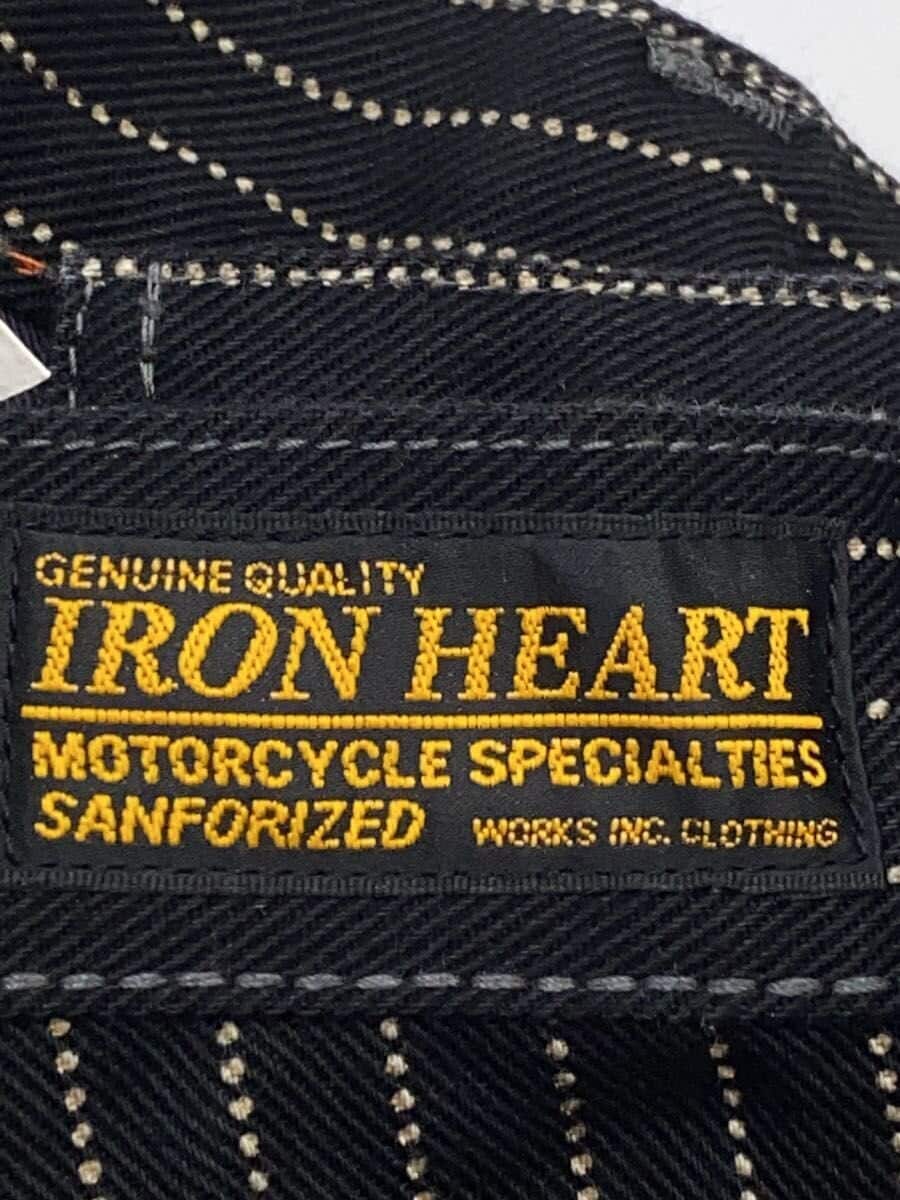 GENUINE QUALITY
IRON HEART
MOTORCYCLE SPECIALTIES
SANFORIZED WORKS INC. CLOTHING